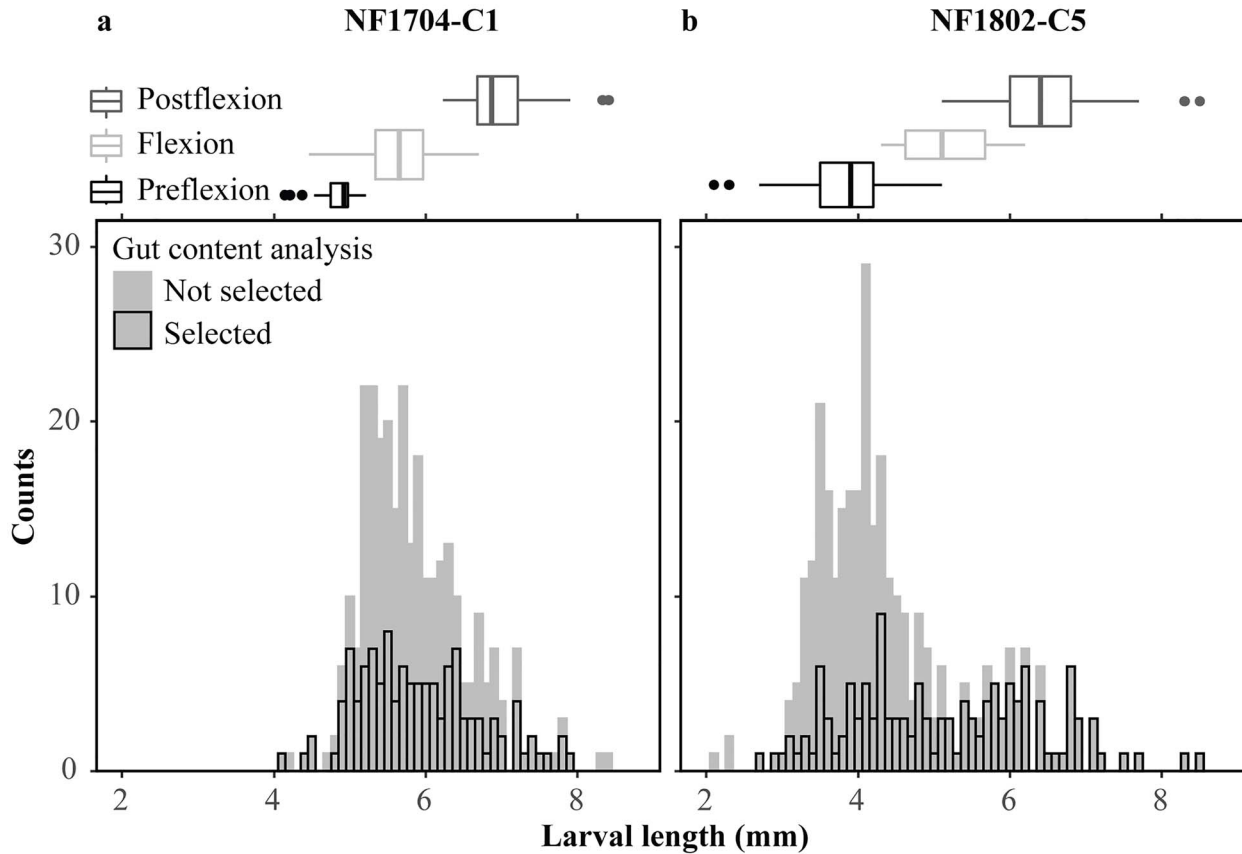 a NF1704-C1 b NF1802-C5
Postflexion
Flexion
Preflexion
Gut content analysis
Not selected
Selected
Counts
30
20
10
0
2 4 6 8 2 4 6 8
Larval length (mm)